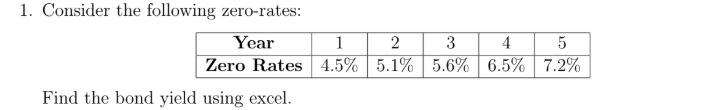 1. Consider the following zero-rates:
Year 1 2 3 4 5
Zero Rates 4.5% 5.1% 5.6% 6.5% 7.2%
Find the bond yield using excel.